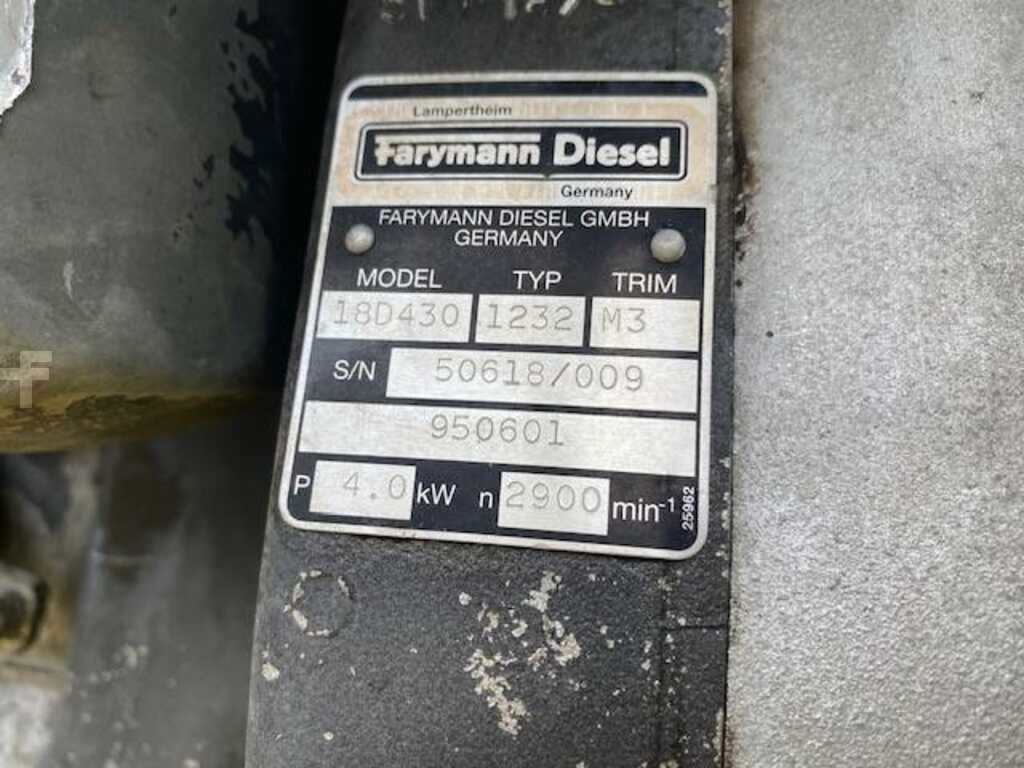 Lampertheim
Farymann Diesel
Germany
FARYMANN DIESEL GMBH
GERMANY
MODEL TYP TRIM
18D430 1232 M3
S/N 50618/009
950601
P 4.0 kW n 2900 min-1
25962